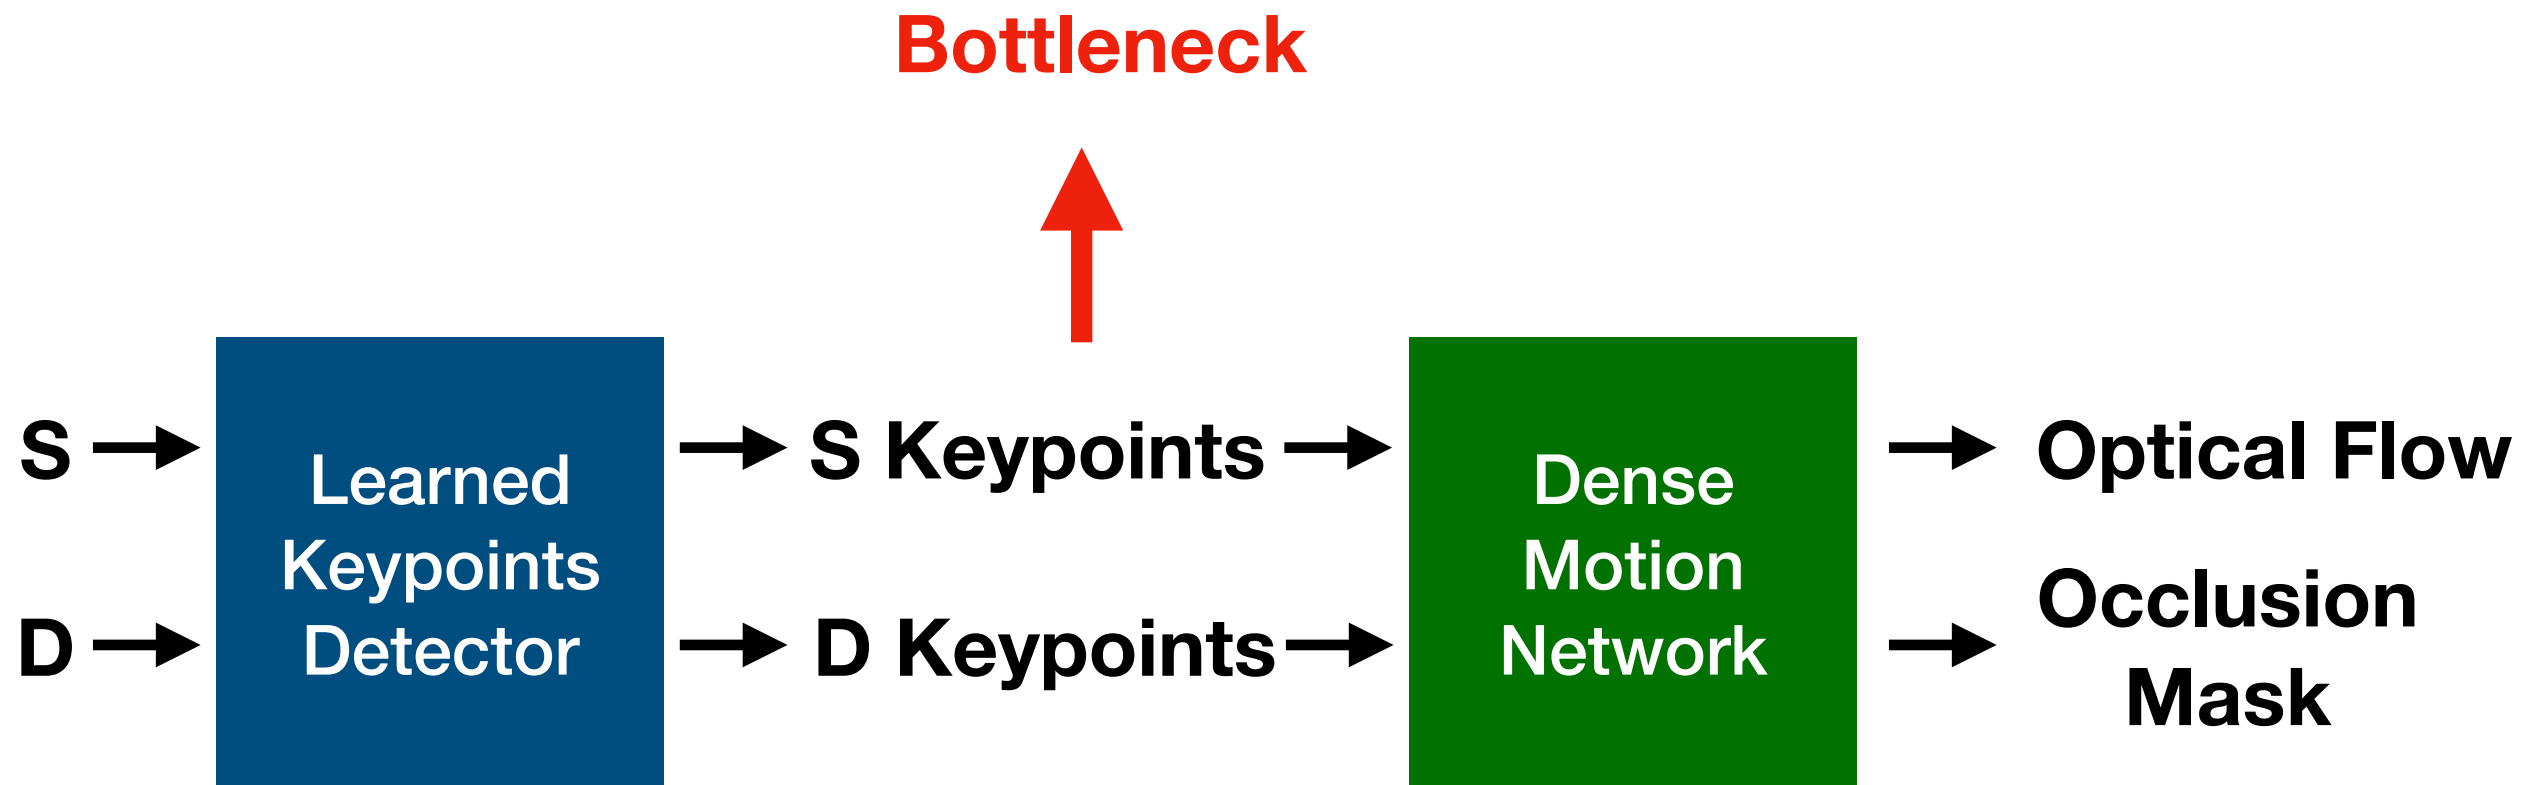 Bottleneck
S
D
Learned
Keypoints
Detector
S Keypoints
D Keypoints
Dense
Motion
Network
Optical Flow
Occlusion
Mask